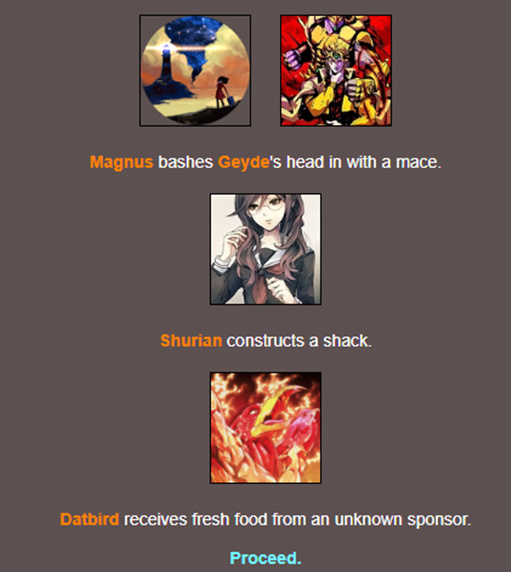 Magnus bashes Geyde's head in with a mace.
Shurian constructs a shack.
Datbird receives fresh food from an unknown sponsor.
Proceed.